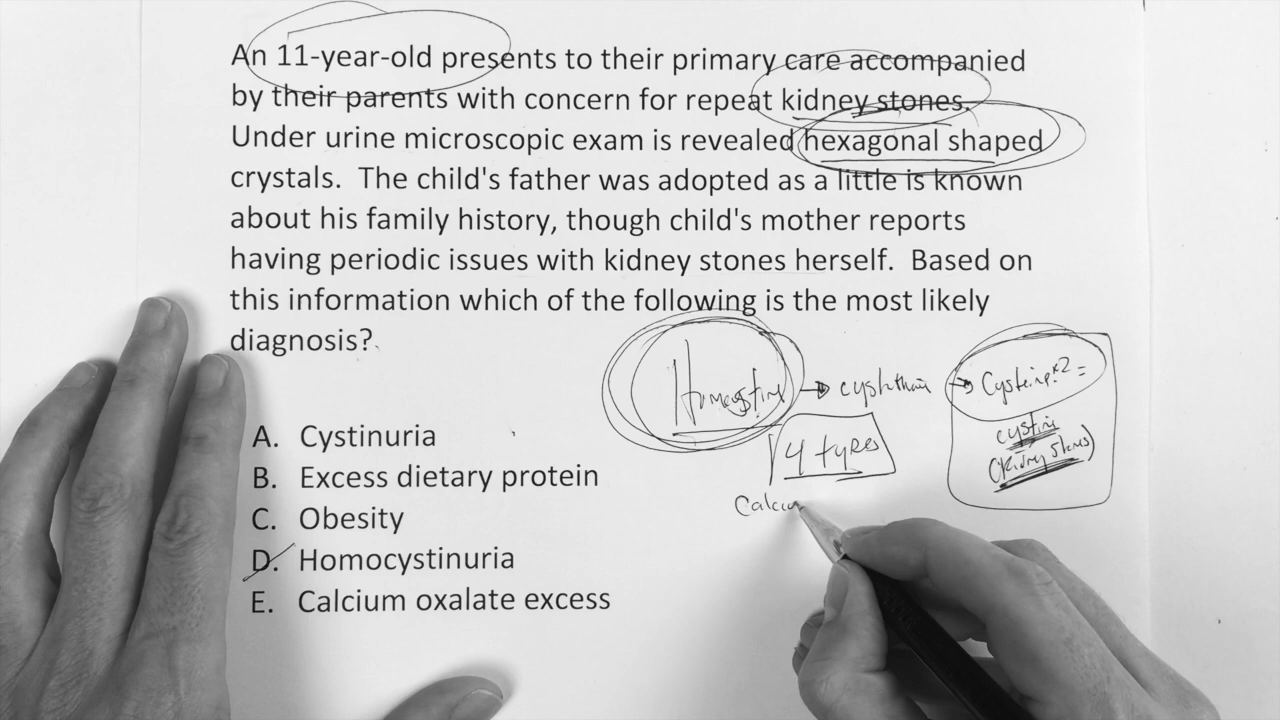 An 11-year-old presents to their primary care accompanied
by their parents with concern for repeat kidney stones.
Under urine microscopic exam is revealed hexagonal shaped
crystals. The child's father was adopted as a little is known
about his family history, though child's mother reports
having periodic issues with kidney stones herself. Based on
this information which of the following is the most likely
diagnosis?
A. Cystinuria
B. Excess dietary protein
C. Obesity
D. Homocystinuria
E. Calcium oxalate excess
→ → x2 =
cystine
(Kidney stones)
4 types
Calciu